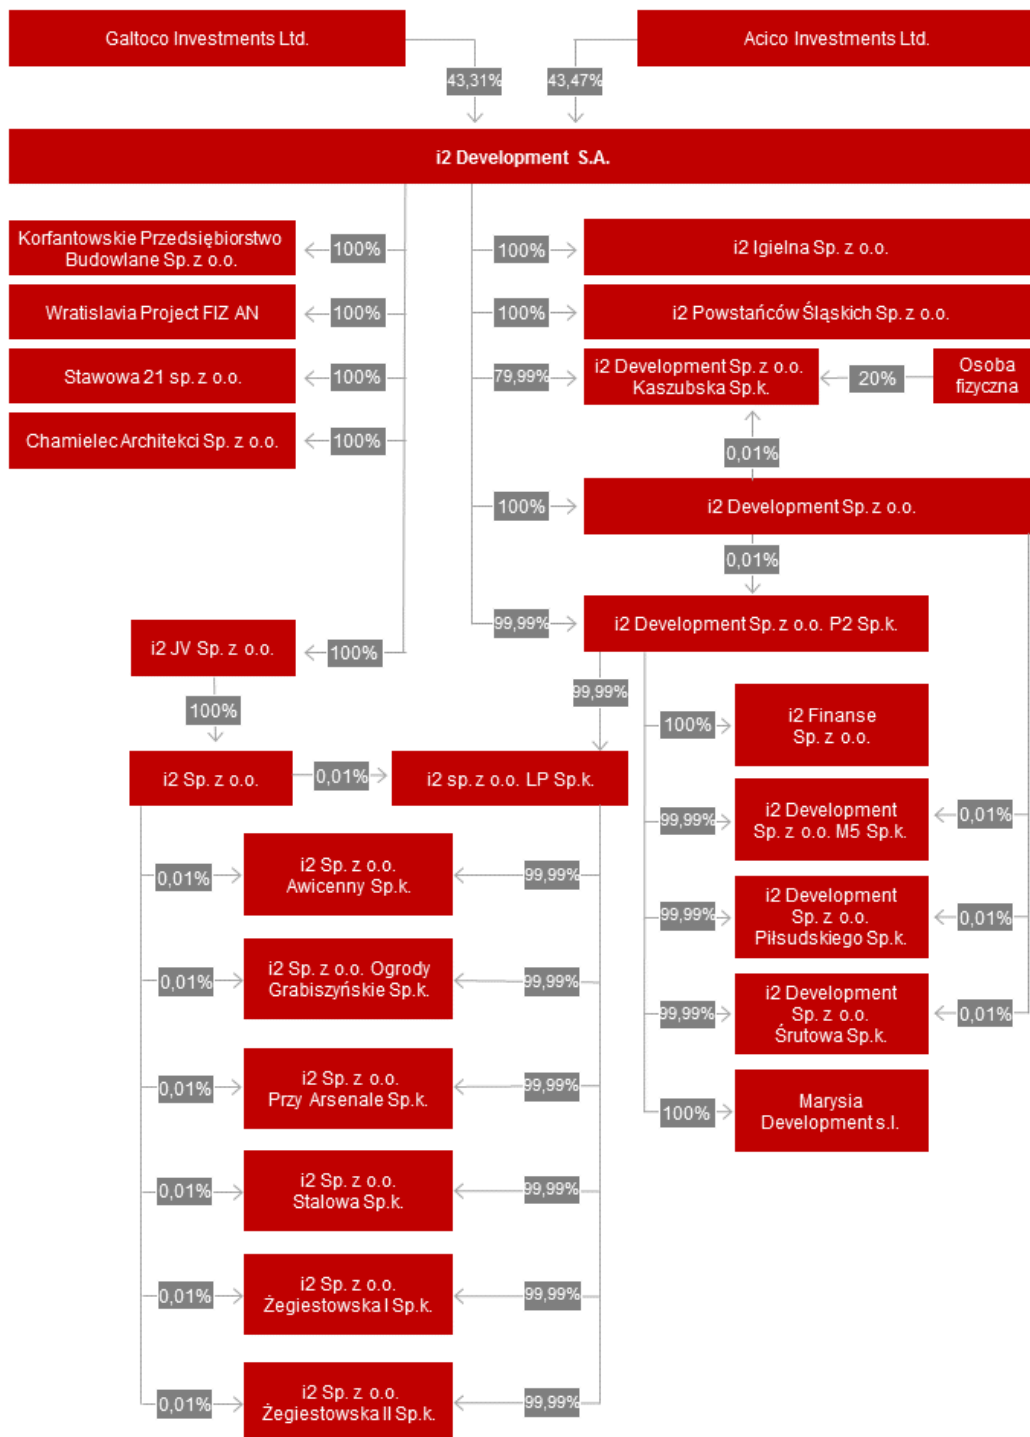 Galtoco Investments Ltd.
Acico Investments Ltd.
43,31%
43,47%
i2 Development S.A.
Korfantowskie Przedsiębiorstwo
Budowlane Sp. z o.o.
100%
100%
i2 Igielna Sp. z o.o.
Wratislavia Project FIZ AN
100%
100%
i2 Powstańców Śląskich Sp. z o.o.
Stawowa 21 sp. z o.o.
100%
79,99%
i2 Development Sp. z o.o.
Kaszubska Sp.k.
20%
Osoba
fizyczna
Chamielec Architekci Sp. z o.o.
100%
0,01%
100%
i2 Development Sp. z o.o.
0,01%
99,99%
i2 Development Sp. z o.o. P2 Sp.k.
i2 JV Sp. z o.o.
100%
99,99%
100%
100%
i2 Finanse
Sp. z o.o.
i2 Sp. z o.o.
0,01%
i2 sp. z o.o. LP Sp.k.
99,99%
i2 Development
Sp. z o.o. M5 Sp.k.
0,01%
0,01%
i2 Sp. z o.o.
Awicenny Sp.k.
99,99%
99,99%
i2 Development
Sp. z o.o.
Piłsudskiego Sp.k.
0,01%
0,01%
i2 Sp. z o.o. Ogrody
Grabiszyńskie Sp.k.
99,99%
99,99%
i2 Development
Sp. z o.o.
Śrutowa Sp.k.
0,01%
0,01%
i2 Sp. z o.o.
Przy Arsenale Sp.k.
99,99%
100%
Marysia
Development s.l.
0,01%
i2 Sp. z o.o.
Stalowa Sp.k.
99,99%
0,01%
i2 Sp. z o.o.
Żegiestowska I Sp.k.
99,99%
0,01%
i2 Sp. z o.o.
Żegiestowska II Sp.k.
99,99%